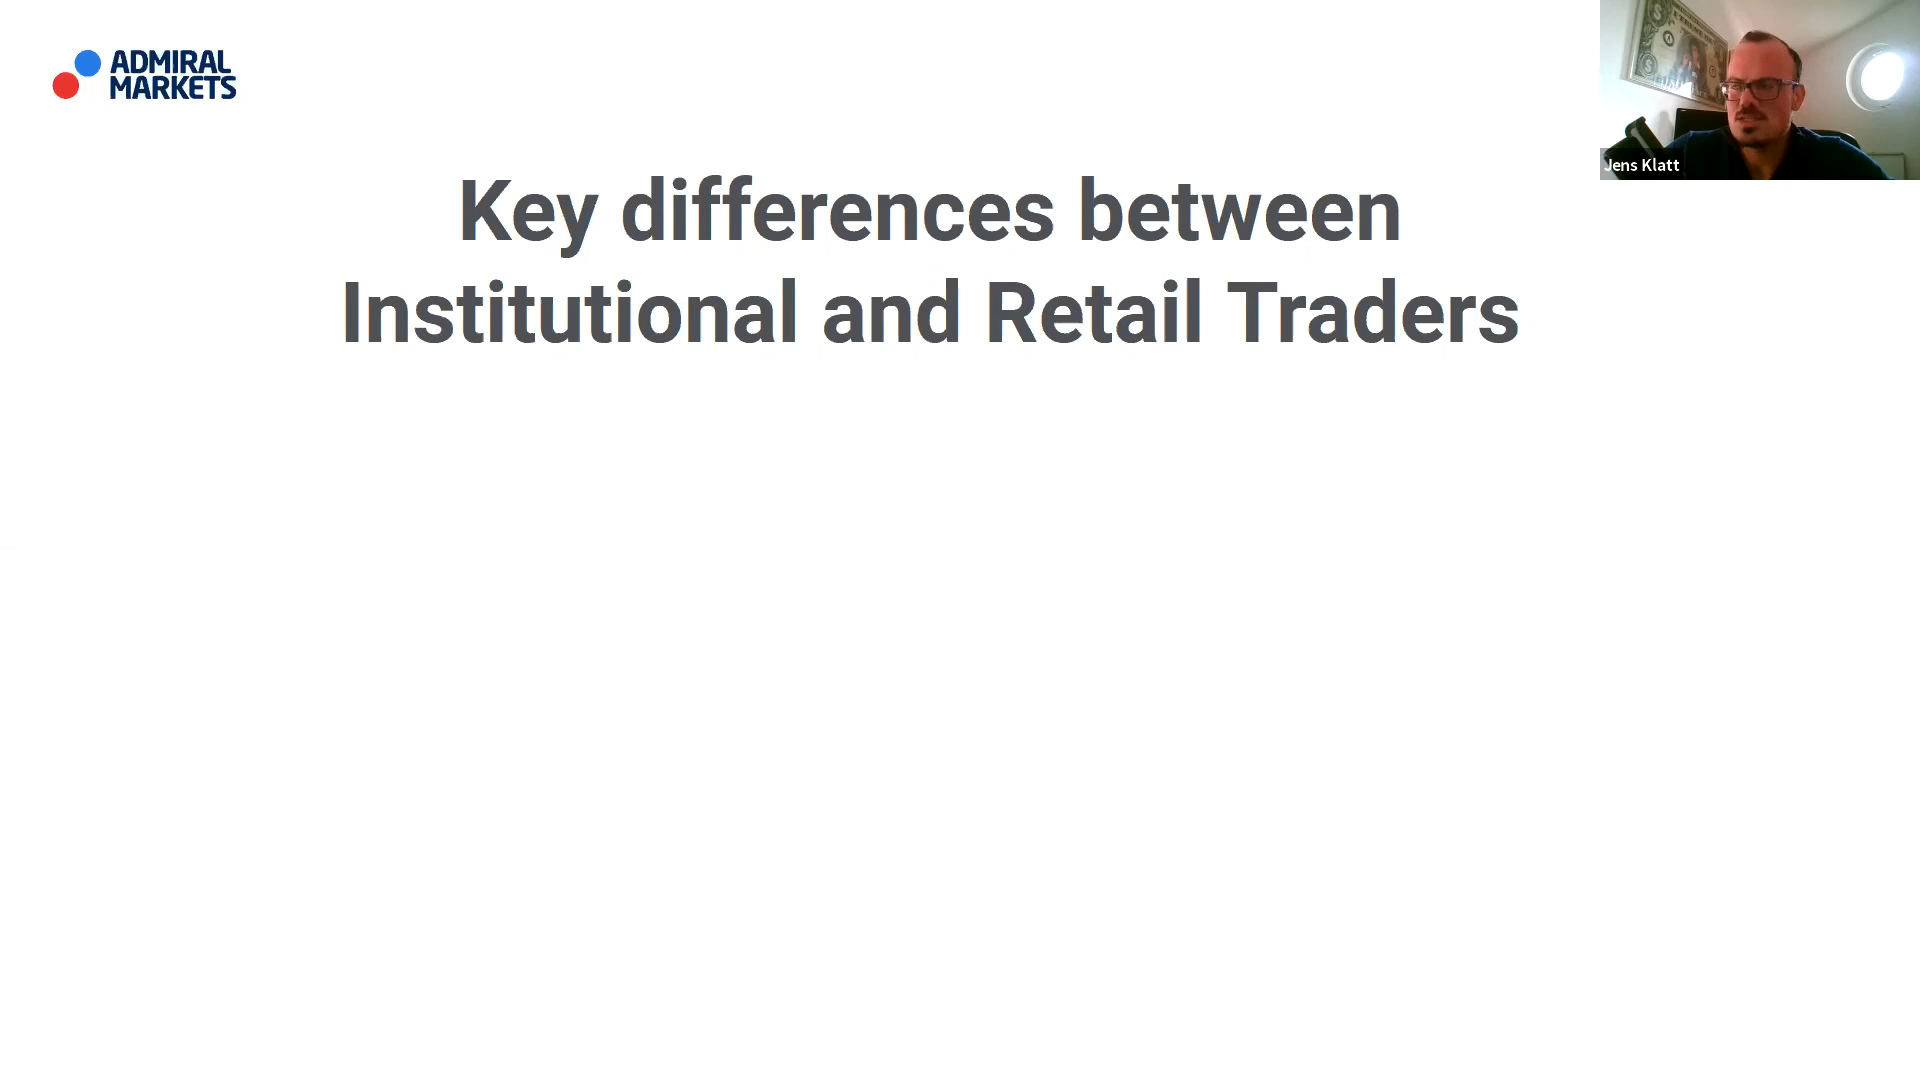 ADMIRAL
MARKETS
Jens Klatt
Key differences between
Institutional and Retail Traders